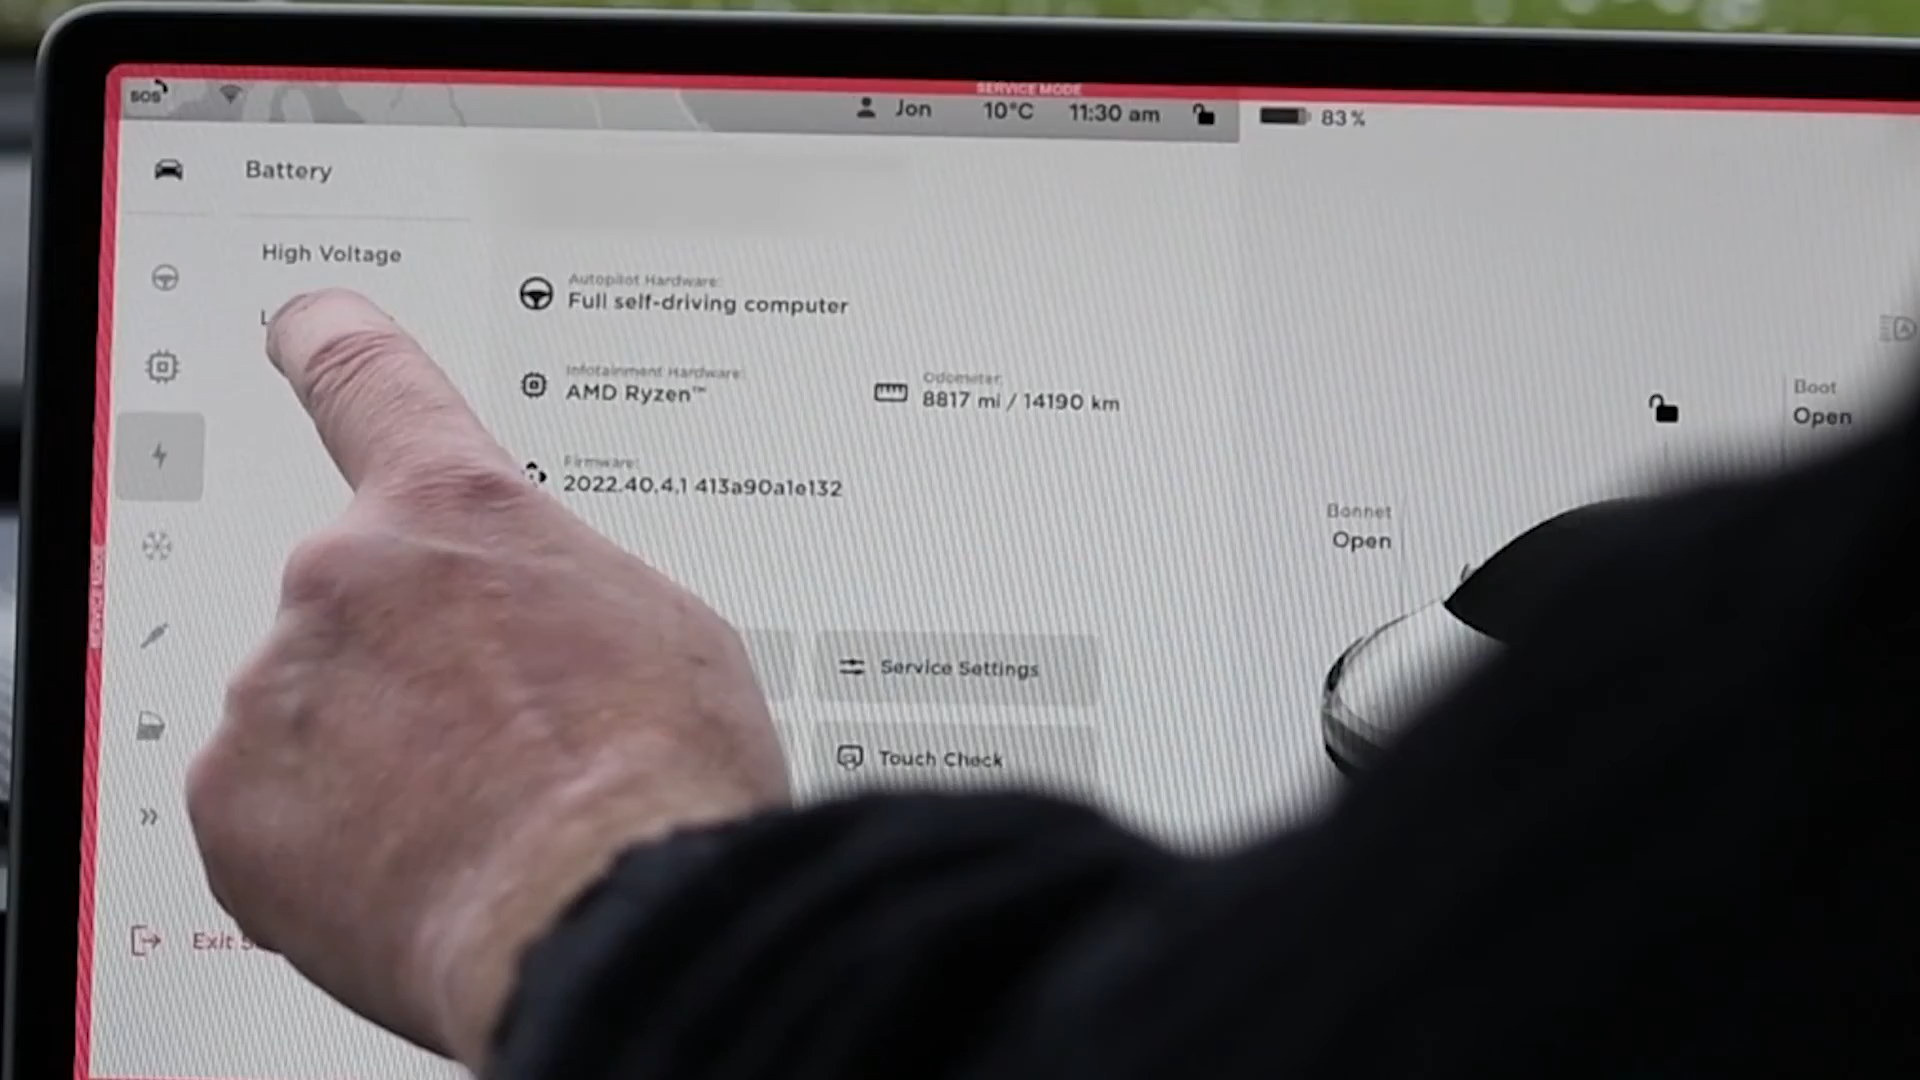 SERVICE MODE
SOS
Jon 10°C 11:30 am 83%
Battery
High Voltage
L
Autopilot Hardware:
Full self-driving computer
Infotainment Hardware:
AMD Ryzen™
Odometer:
8817 mi / 14190 km
Firmware:
2022.40.4.1 413a90a1e132
Boot
Open
Bonnet
Open
Service Settings
Touch Check
Exit S
SERVICE MODE